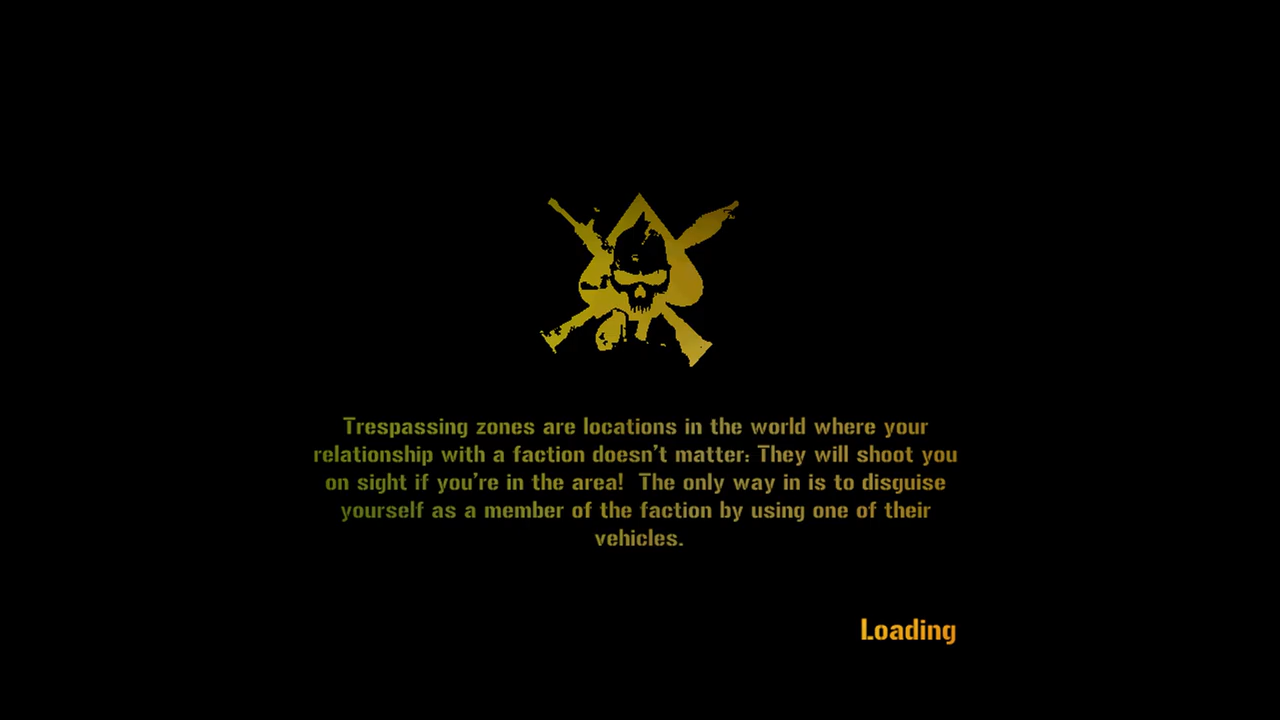 Trespassing zones are locations in the world where your
relationship with a faction doesn't matter: They will shoot you
on sight if you're in the area!  The only way in is to disguise
yourself as a member of the faction by using one of their
vehicles.
Loading